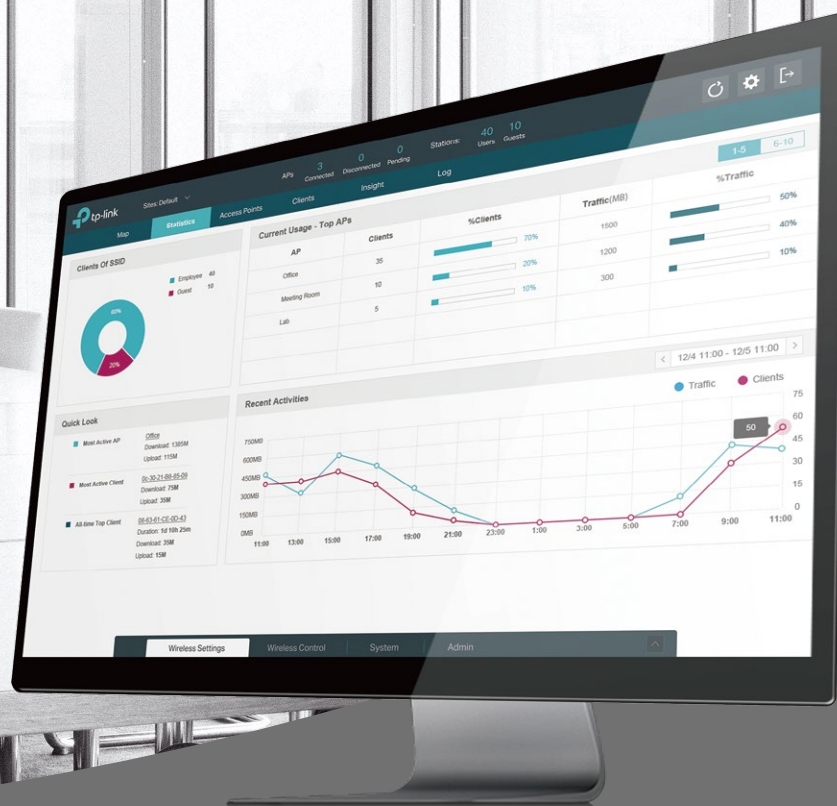 tp-link
Sites: Default
APs 3 Connected 0 Disconnected 0 Pending
Stations: 40 Users 10 Guests
Map Statistics Access Points Clients Insight Log
Clients Of SSID
Employee 40
Guest 10
80%
20%
Current Usage - Top APs
1-5 6-10
AP Clients %Clients Traffic(MB) %Traffic
Office 35 70% 1500 50%
Meeting Room 10 20% 1200 40%
Lab 5 10% 300 10%
Quick Look
Most Active AP
Office
Download: 1385M
Upload: 115M
Most Active Client
0c-30-21-B8-85-09
Download: 75M
Upload: 35M
All-time Top Client
Duration: 1d 10h 25m
Download: 35M
Upload: 15M
Recent Activities
12/4 11:00 - 12/5 11:00
Traffic Clients
750MB
600MB
450MB
300MB
150MB
0MB
75
60
45
30
15
0
50
11:00 13:00 15:00 17:00 19:00 21:00 23:00 1:00 3:00 5:00 7:00 9:00 11:00
Wireless Settings Wireless Control System Admin